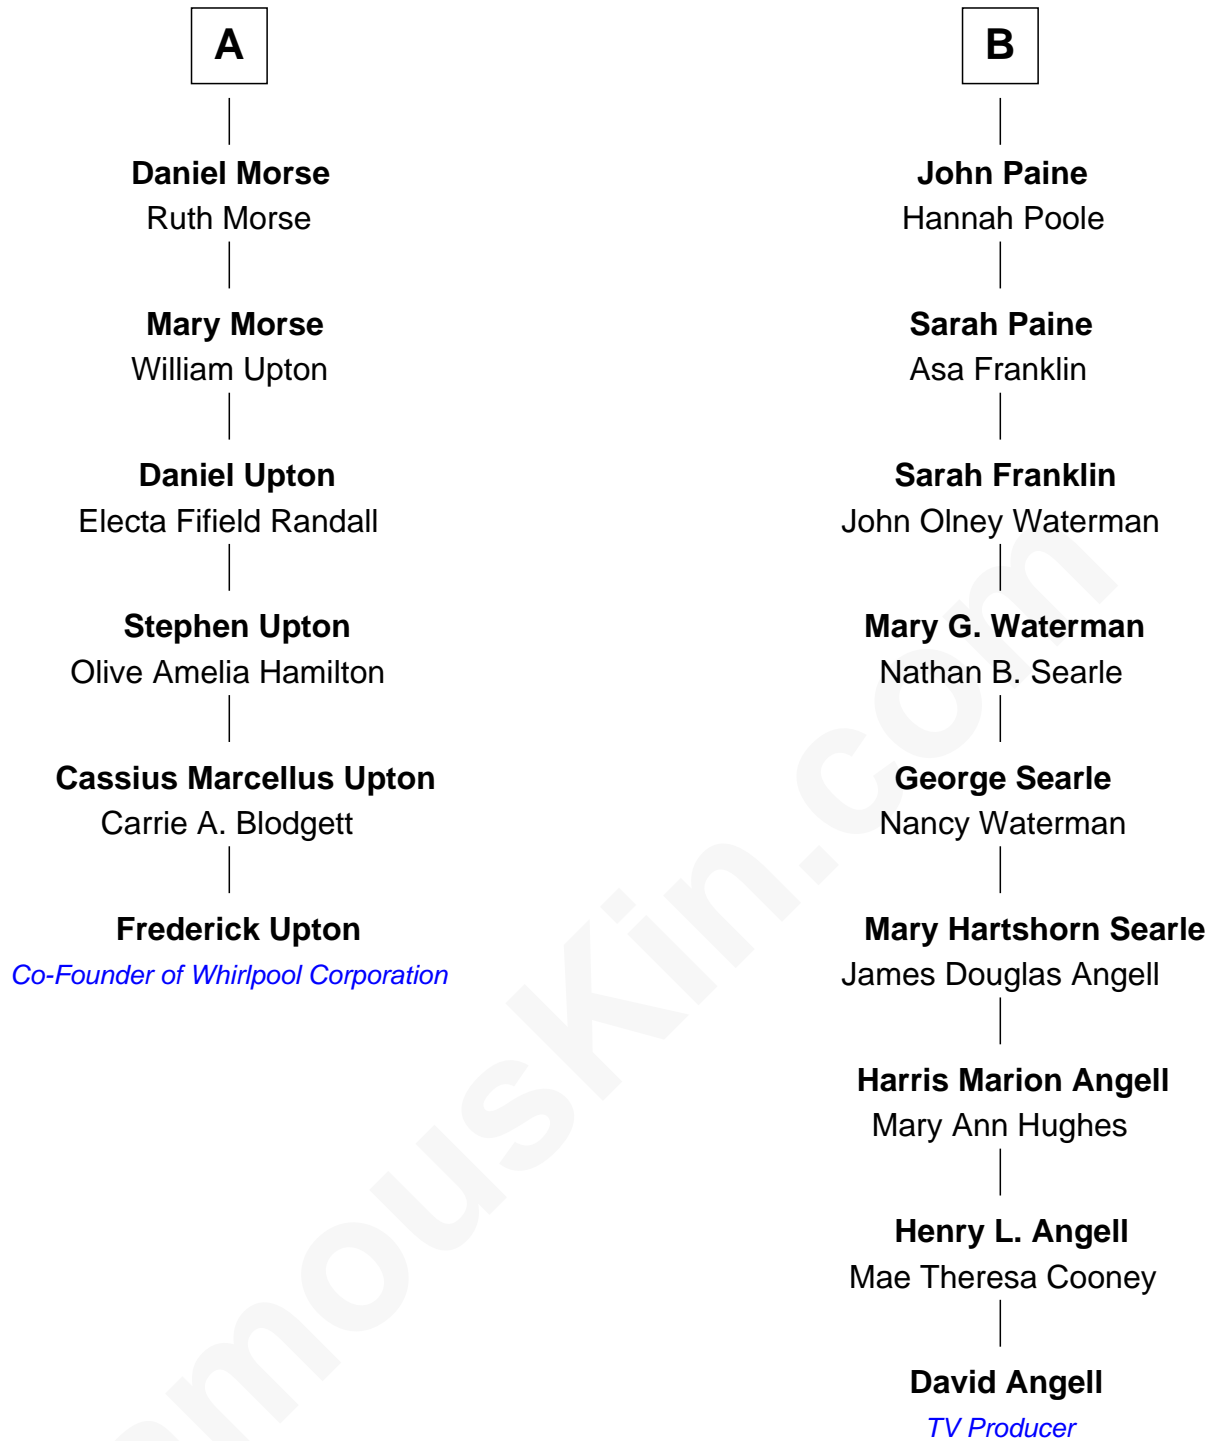 A
Daniel Morse
Ruth Morse
Mary Morse
William Upton
Daniel Upton
Electa Fifield Randall
Stephen Upton
Olive Amelia Hamilton
Cassius Marcellus Upton
Carrie A. Blodgett
Frederick Upton
Co-Founder of Whirlpool Corporation
B
John Paine
Hannah Poole
Sarah Paine
Asa Franklin
Sarah Franklin
John Olney Waterman
Mary G. Waterman
Nathan B. Searle
George Searle
Nancy Waterman
Mary Hartshorn Searle
James Douglas Angell
Harris Marion Angell
Mary Ann Hughes
Henry L. Angell
Mae Theresa Cooney
David Angell
TV Producer
amouskin.com